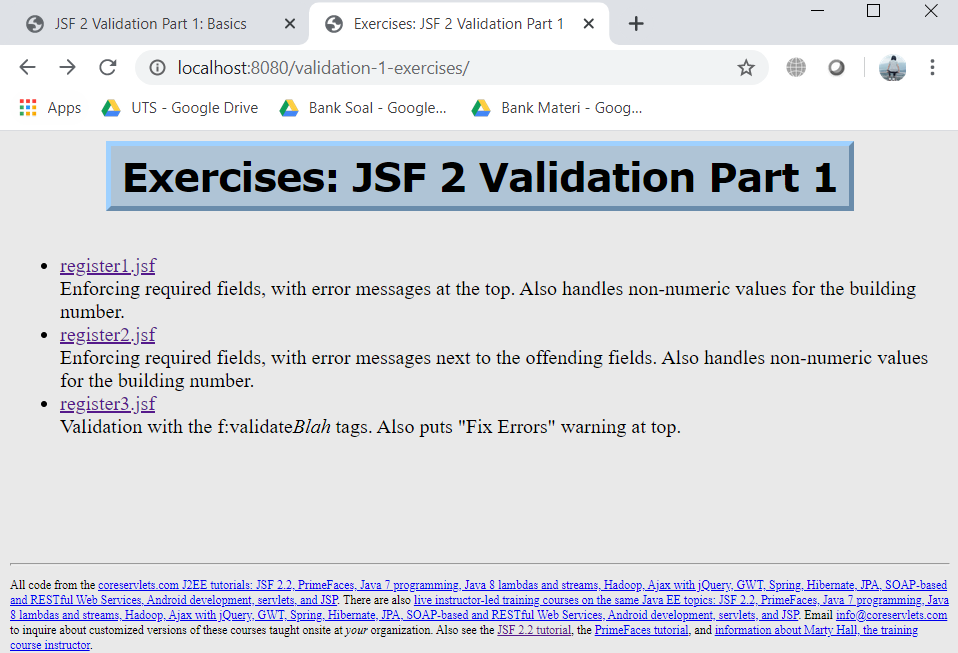 JSF 2 Validation Part 1: Basics
Exercises: JSF 2 Validation Part 1
localhost:8080/validation-1-exercises/
Apps
UTS - Google Drive
Bank Soal - Google...
Bank Materi - Goog...
Exercises: JSF 2 Validation Part 1
• register1.jsf
Enforcing required fields, with error messages at the top. Also handles non-numeric values for the building
number.
• register2.jsf
Enforcing required fields, with error messages next to the offending fields. Also handles non-numeric values
for the building number.
• register3.jsf
Validation with the f:validateBlah tags. Also puts "Fix Errors" warning at top.
All code from the coreservlets.com J2EE tutorials: JSF 2.2, PrimeFaces, Java 7 programming, Java 8 lambdas and streams, Hadoop, Ajax with jQuery, GWT, Spring, Hibernate, JPA, SOAP-based
and RESTful Web Services, Android development, servlets, and JSP. There are also live instructor-led training courses on the same Java EE topics: JSF 2.2, PrimeFaces, Java 7 programming, Java
8 lambdas and streams, Hadoop, Ajax with jQuery, GWT, Spring, Hibernate, JPA, SOAP-based and RESTful Web Services, Android development, servlets, and JSP. Email info@coreservlets.com
to inquire about customized versions of these courses taught onsite at your organization. Also see the JSF 2.2 tutorial, the PrimeFaces tutorial, and information about Marty Hall, the training
course instructor.